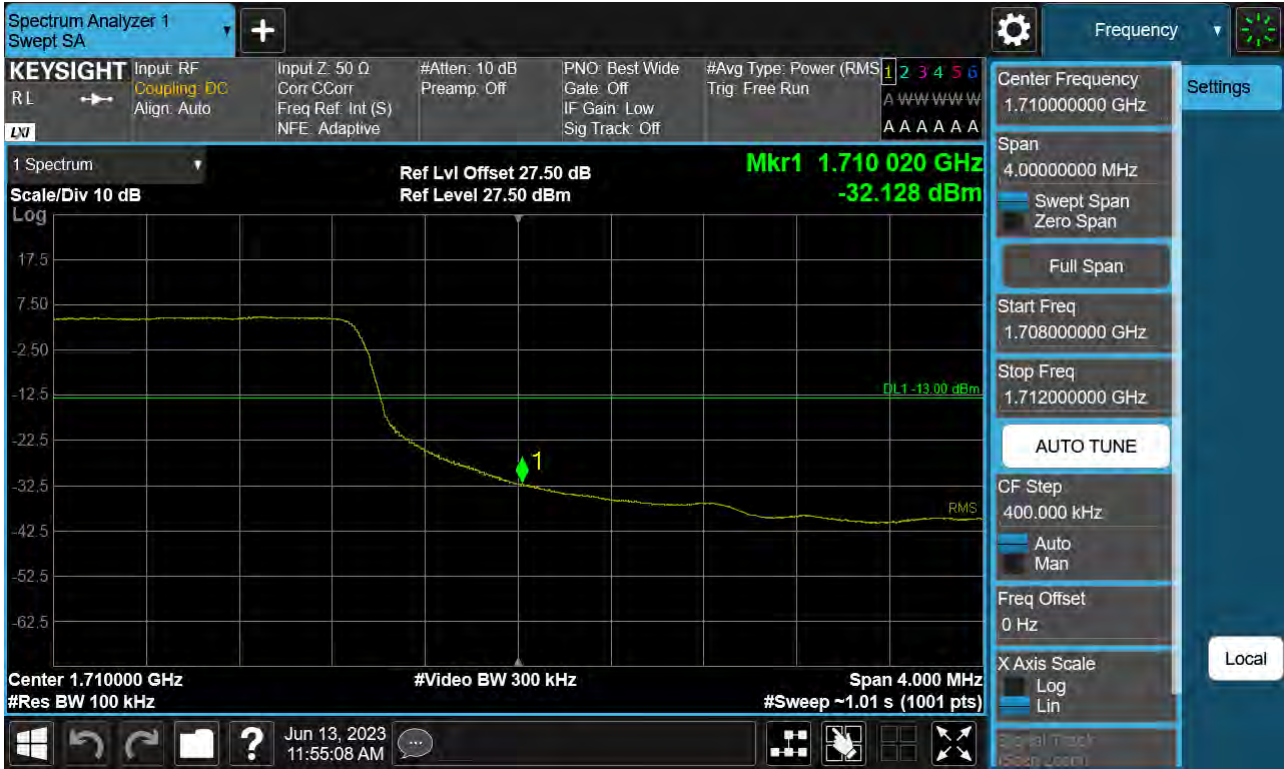 Spectrum Analyzer 1
Swept SA
Frequency
KEYSIGHT
R L
LXI
Input: RF
Coupling: DC
Align: Auto
Input Z: 50 Ω
Corr CCorr
Freq Ref: Int (S)
NFE: Adaptive
#Atten: 10 dB
Preamp: Off
PNO: Best Wide
Gate: Off
IF Gain: Low
Sig Track: Off
#Avg Type: Power (RMS
Trig: Free Run
1 2 3 4 5 6
A W W W W W
A A A A A A
1 Spectrum
Scale/Div 10 dB
Log
Ref Lvl Offset 27.50 dB
Ref Level 27.50 dBm
Mkr1 1.710 020 GHz
-32.128 dBm
17.5
7.50
-2.50
-12.5
-22.5
-32.5
-42.5
-52.5
-62.5
DL1 -13.00 dBm
1
RMS
Center 1.710000 GHz
#Res BW 100 kHz
#Video BW 300 kHz
Span 4.000 MHz
#Sweep ~1.01 s (1001 pts)
Jun 13, 2023
11:55:08 AM
Center Frequency
1.710000000 GHz
Span
4.00000000 MHz
Swept Span
Zero Span
Full Span
Start Freq
1.708000000 GHz
Stop Freq
1.712000000 GHz
AUTO TUNE
CF Step
400.000 kHz
Auto
Man
Freq Offset
0 Hz
X Axis Scale
Log
Lin
Signal Track
(Span Zoom)
Settings
Local